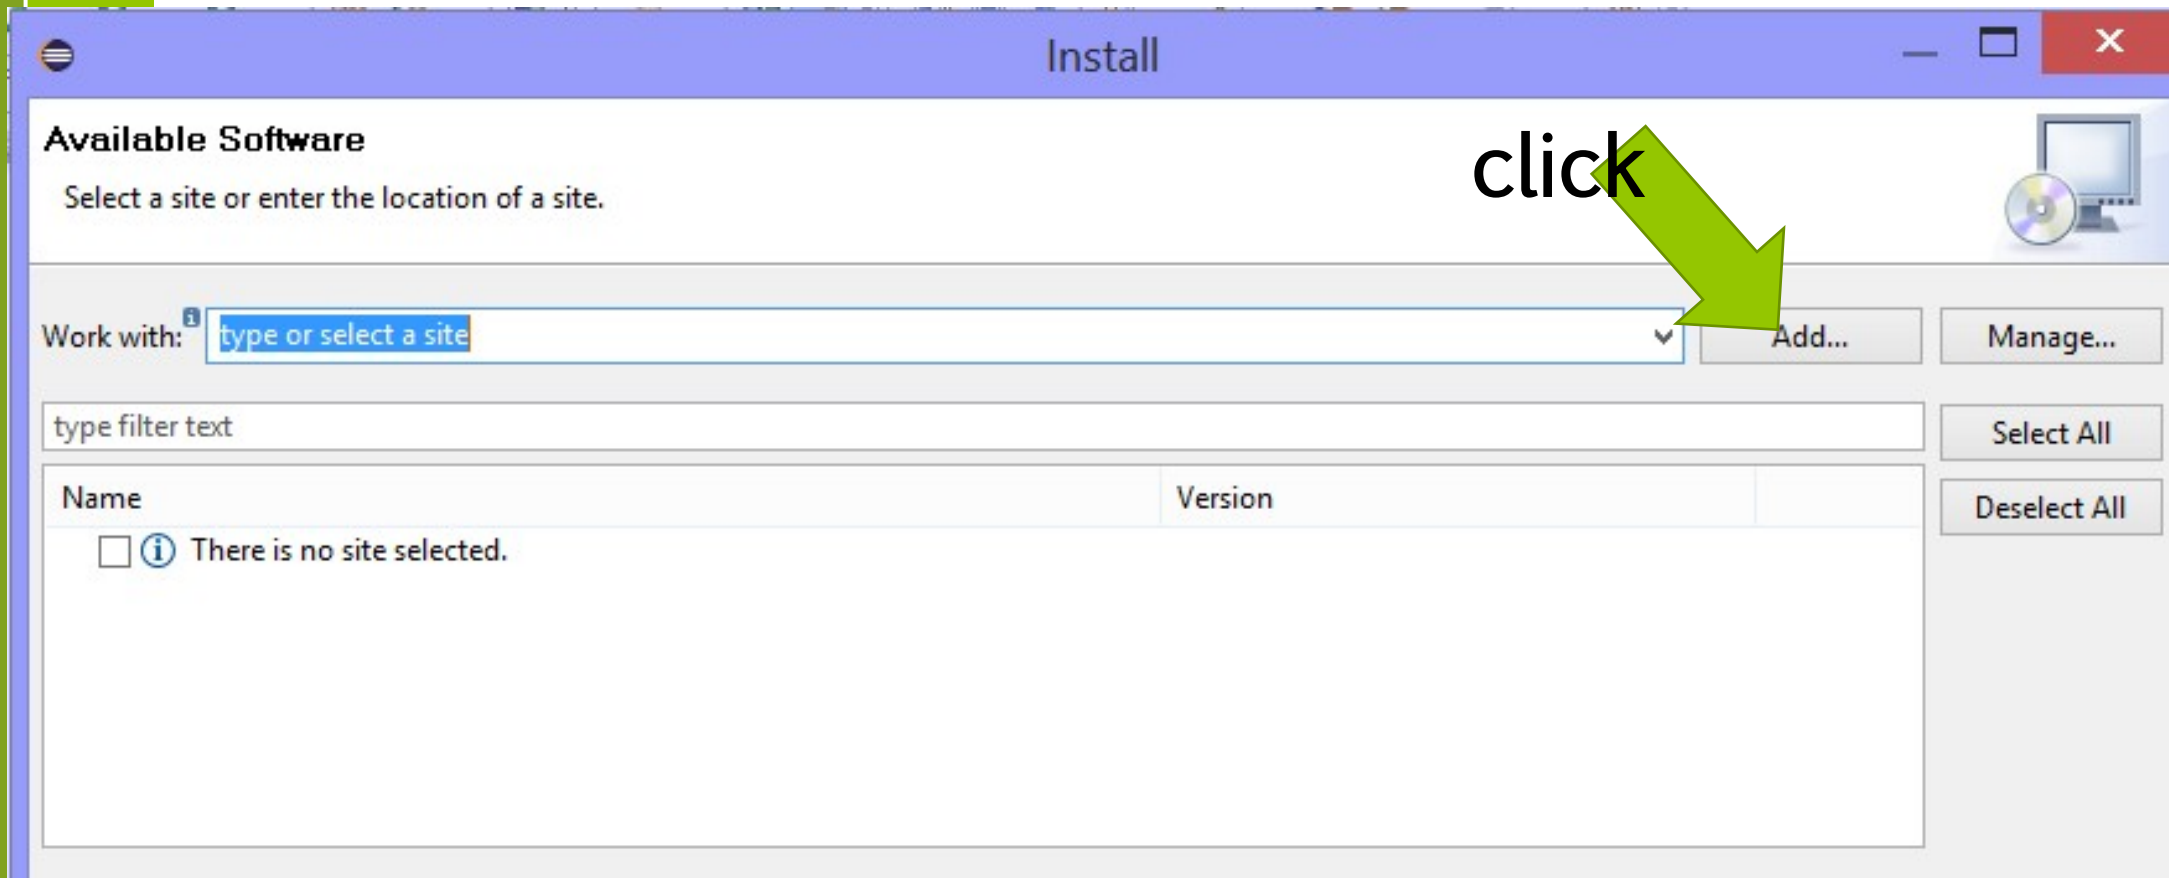 Install
Available Software
click
Select a site or enter the location of a site.
Work with: type or select a site Add... Manage...
type filter text Select All
Name Version
Deselect All
There is no site selected.